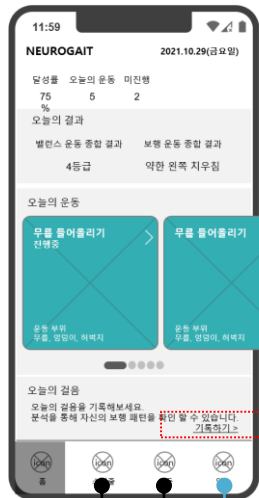 11:59
NEUROGAIT 2021.10.29(금요일)
달성률 오늘의 운동 미진행
75 5 2
%
오늘의 결과
밸런스 운동 종합 결과 보행 운동 종합 결과
4등급 약한 왼쪽 치우침
오늘의 운동
무릎 들어올리기 무릎 들어올리기
진행중
운동 부위 운동 부위
무릎, 엉덩이, 허벅지 무릎, 엉덩이, 허벅지
오늘의 걸음
오늘의 걸음을 기록해보세요.
분석을 통해 자신의 보행 패턴을 확인 할 수 있습니다.
기록하기 >
icon icon icon icon
홈